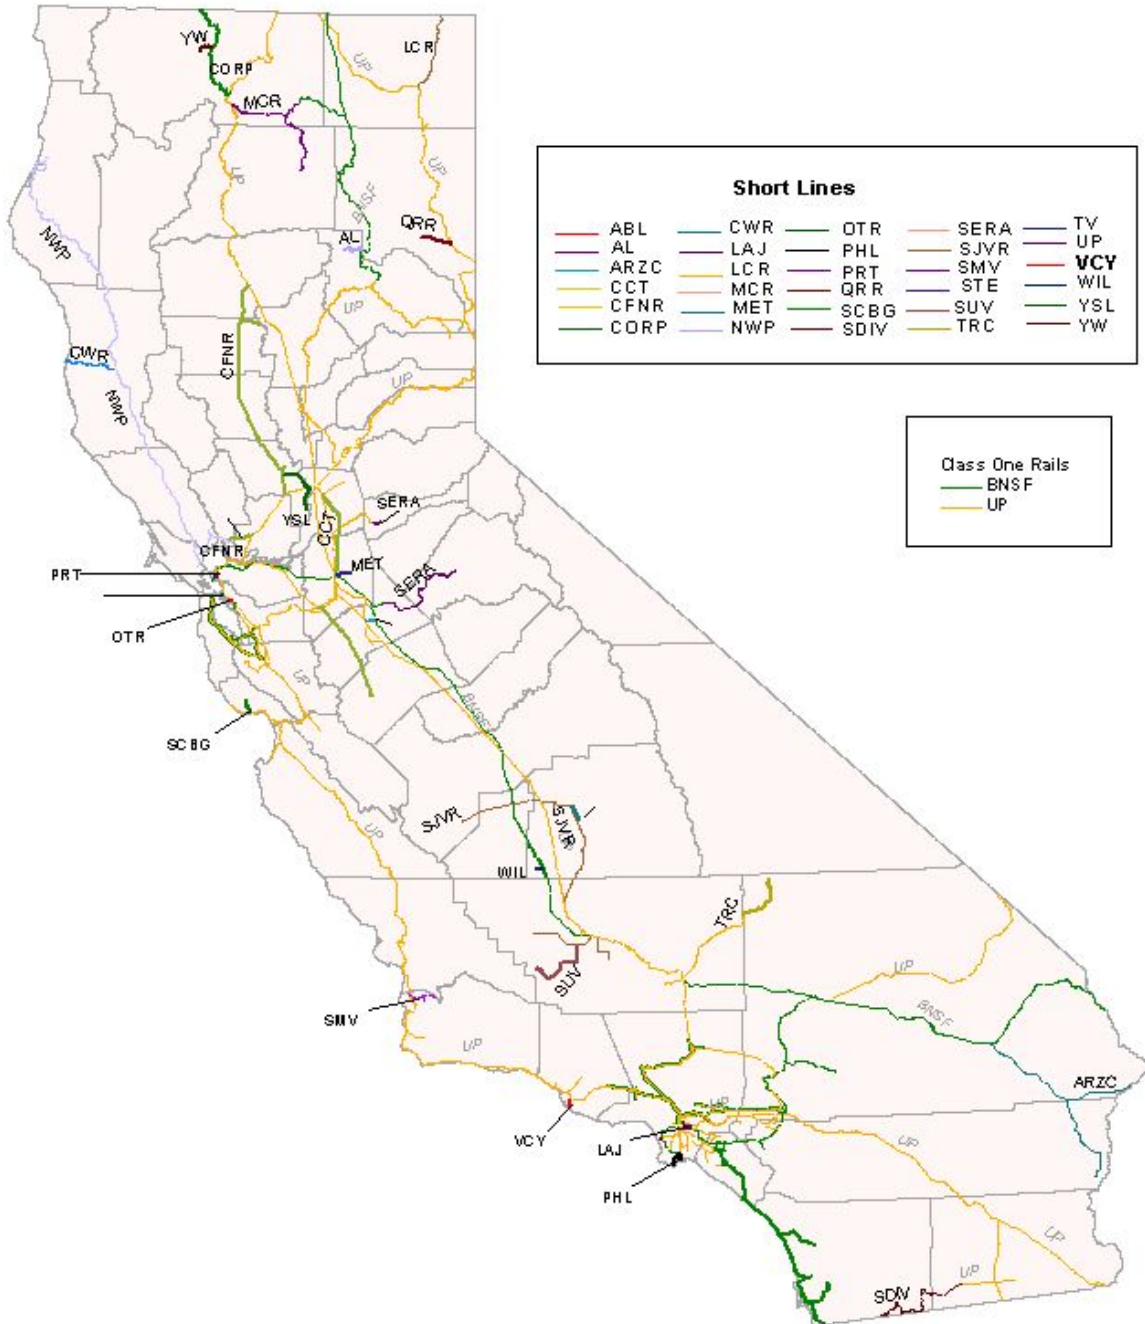 YW
CORP
UP
LCR
MCR
UP
UP
BNSF
QRR
AL
NWP
UP
CFNR
CWR
UP
NWP
SERA
YSL
CCT
CFNR
MET
SERA
PRT
OTR
UP
BNSF
SCBG
SJVR
SJVR
UP
WIL
TRC
SUV
UP
SMV
BNSF
UP
ARZC
UP
VCY
LAJ
UP
PHL
UP
UP
SDIV
Short Lines
ABL
AL
ARZC
CCT
CFNR
CORP
CWR
LAJ
LCR
MCR
MET
NWP
OTR
PHL
PRT
QRR
SCBG
SDIV
SERA
SJVR
SMV
STE
SUV
TRC
TV
UP
VCY
WIL
YSL
YW
Class One Rails
BNSF
UP